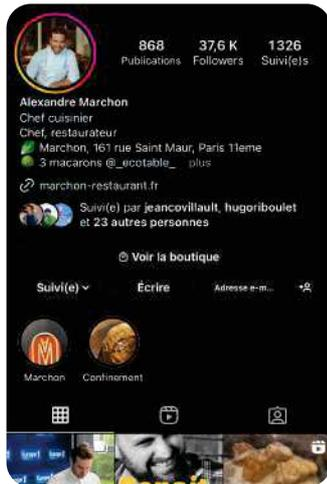 868 37,6 K 1326
Publications Followers Suivi(e)s
Alexandre Marchon
Chef cuisinier
Chef, restaurateur
Marchon, 161 rue Saint Maur, Paris 11eme
3 macarons @_ecotable_ plus
marchon-restaurant.fr
Suivi(e) par jeancovillault, hugoriboulet
et 23 autres personnes
Voir la boutique
Suivi(e) Écrire Adresse e-m...
Marchon Confinement